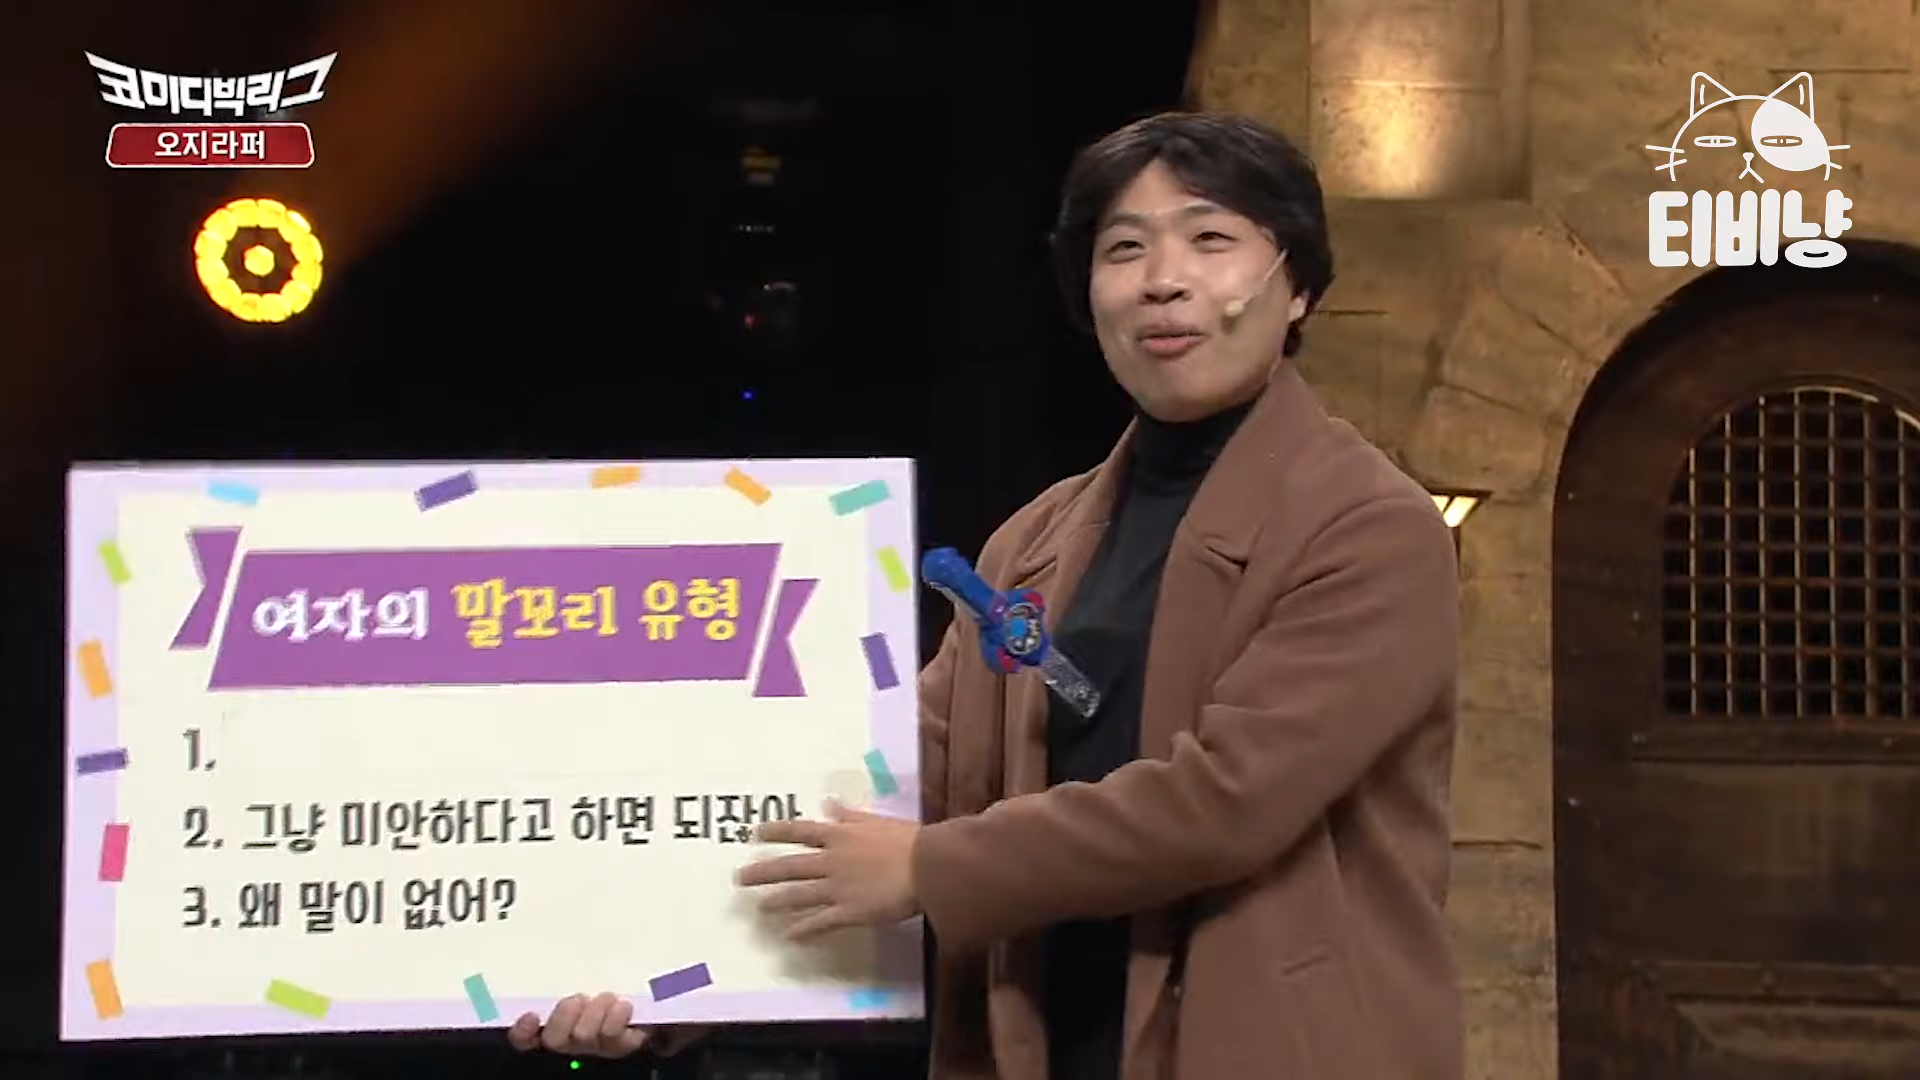 코미디빅리그
오지라퍼
티비냥
여자의 말꼬리 유형
1.
2. 그냥 미안하다고 하면 되잖아
3. 왜 말이 없어?